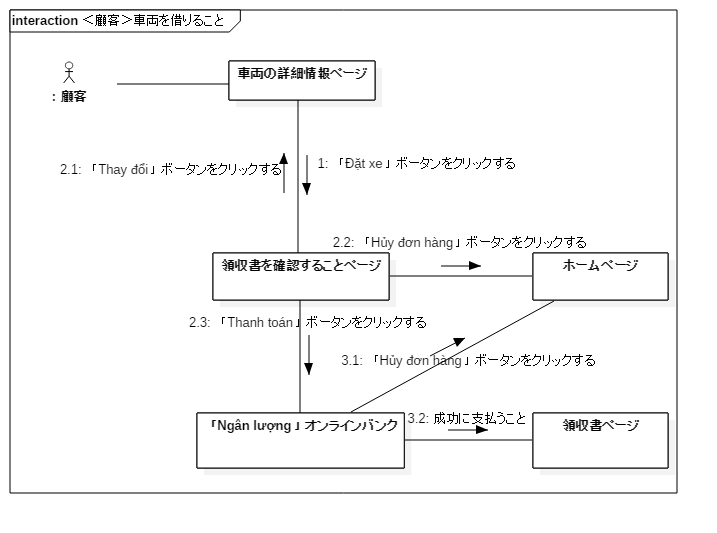 interaction ＜顧客＞車両を借りること
車両の詳細情報ページ
: 顧客
1: 「Đặt xe」ボタンをクリックする
2.1: 「Thay đổi」ボタンをクリックする
2.2: 「Hủy đơn hàng」ボタンをクリックする
領収書を確認することページ
ホームページ
2.3: 「Thanh toán」ボタンをクリックする
3.1: 「Hủy đơn hàng」ボタンをクリックする
3.2: 成功に支払うこと
「Ngân lượng」オンラインバンク
領収書ページ